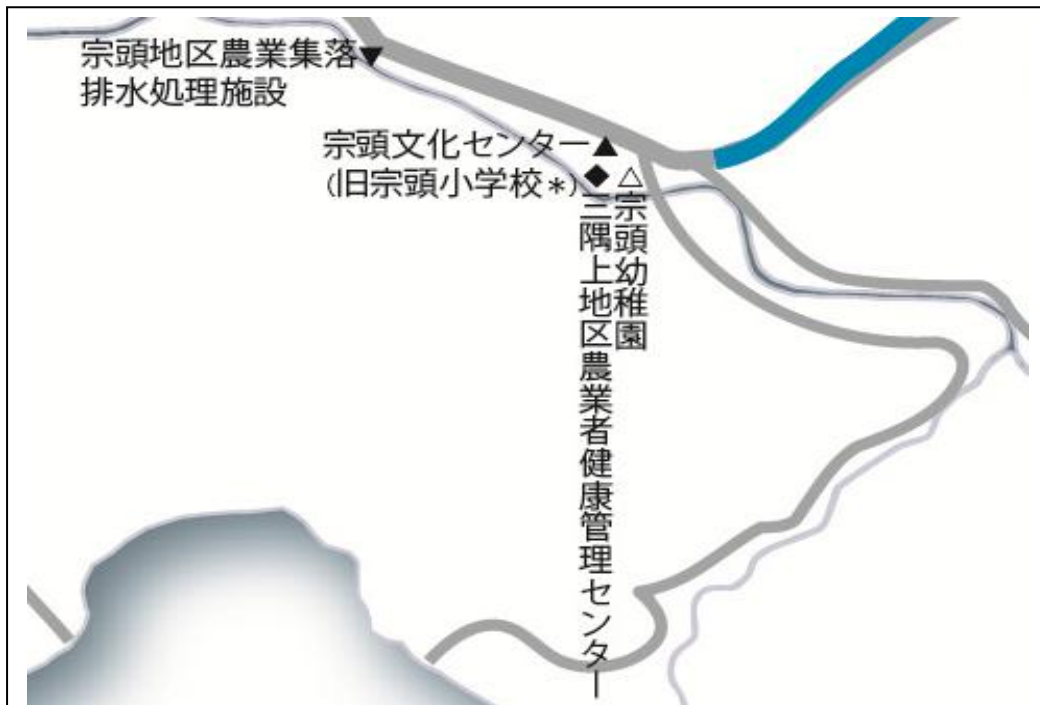 宗頭地区農業集落▼
排水処理施設
宗頭文化センター▲
(旧宗頭小学校*)
◆三隅上地区農業者健康管理センター
△宗頭幼稚園